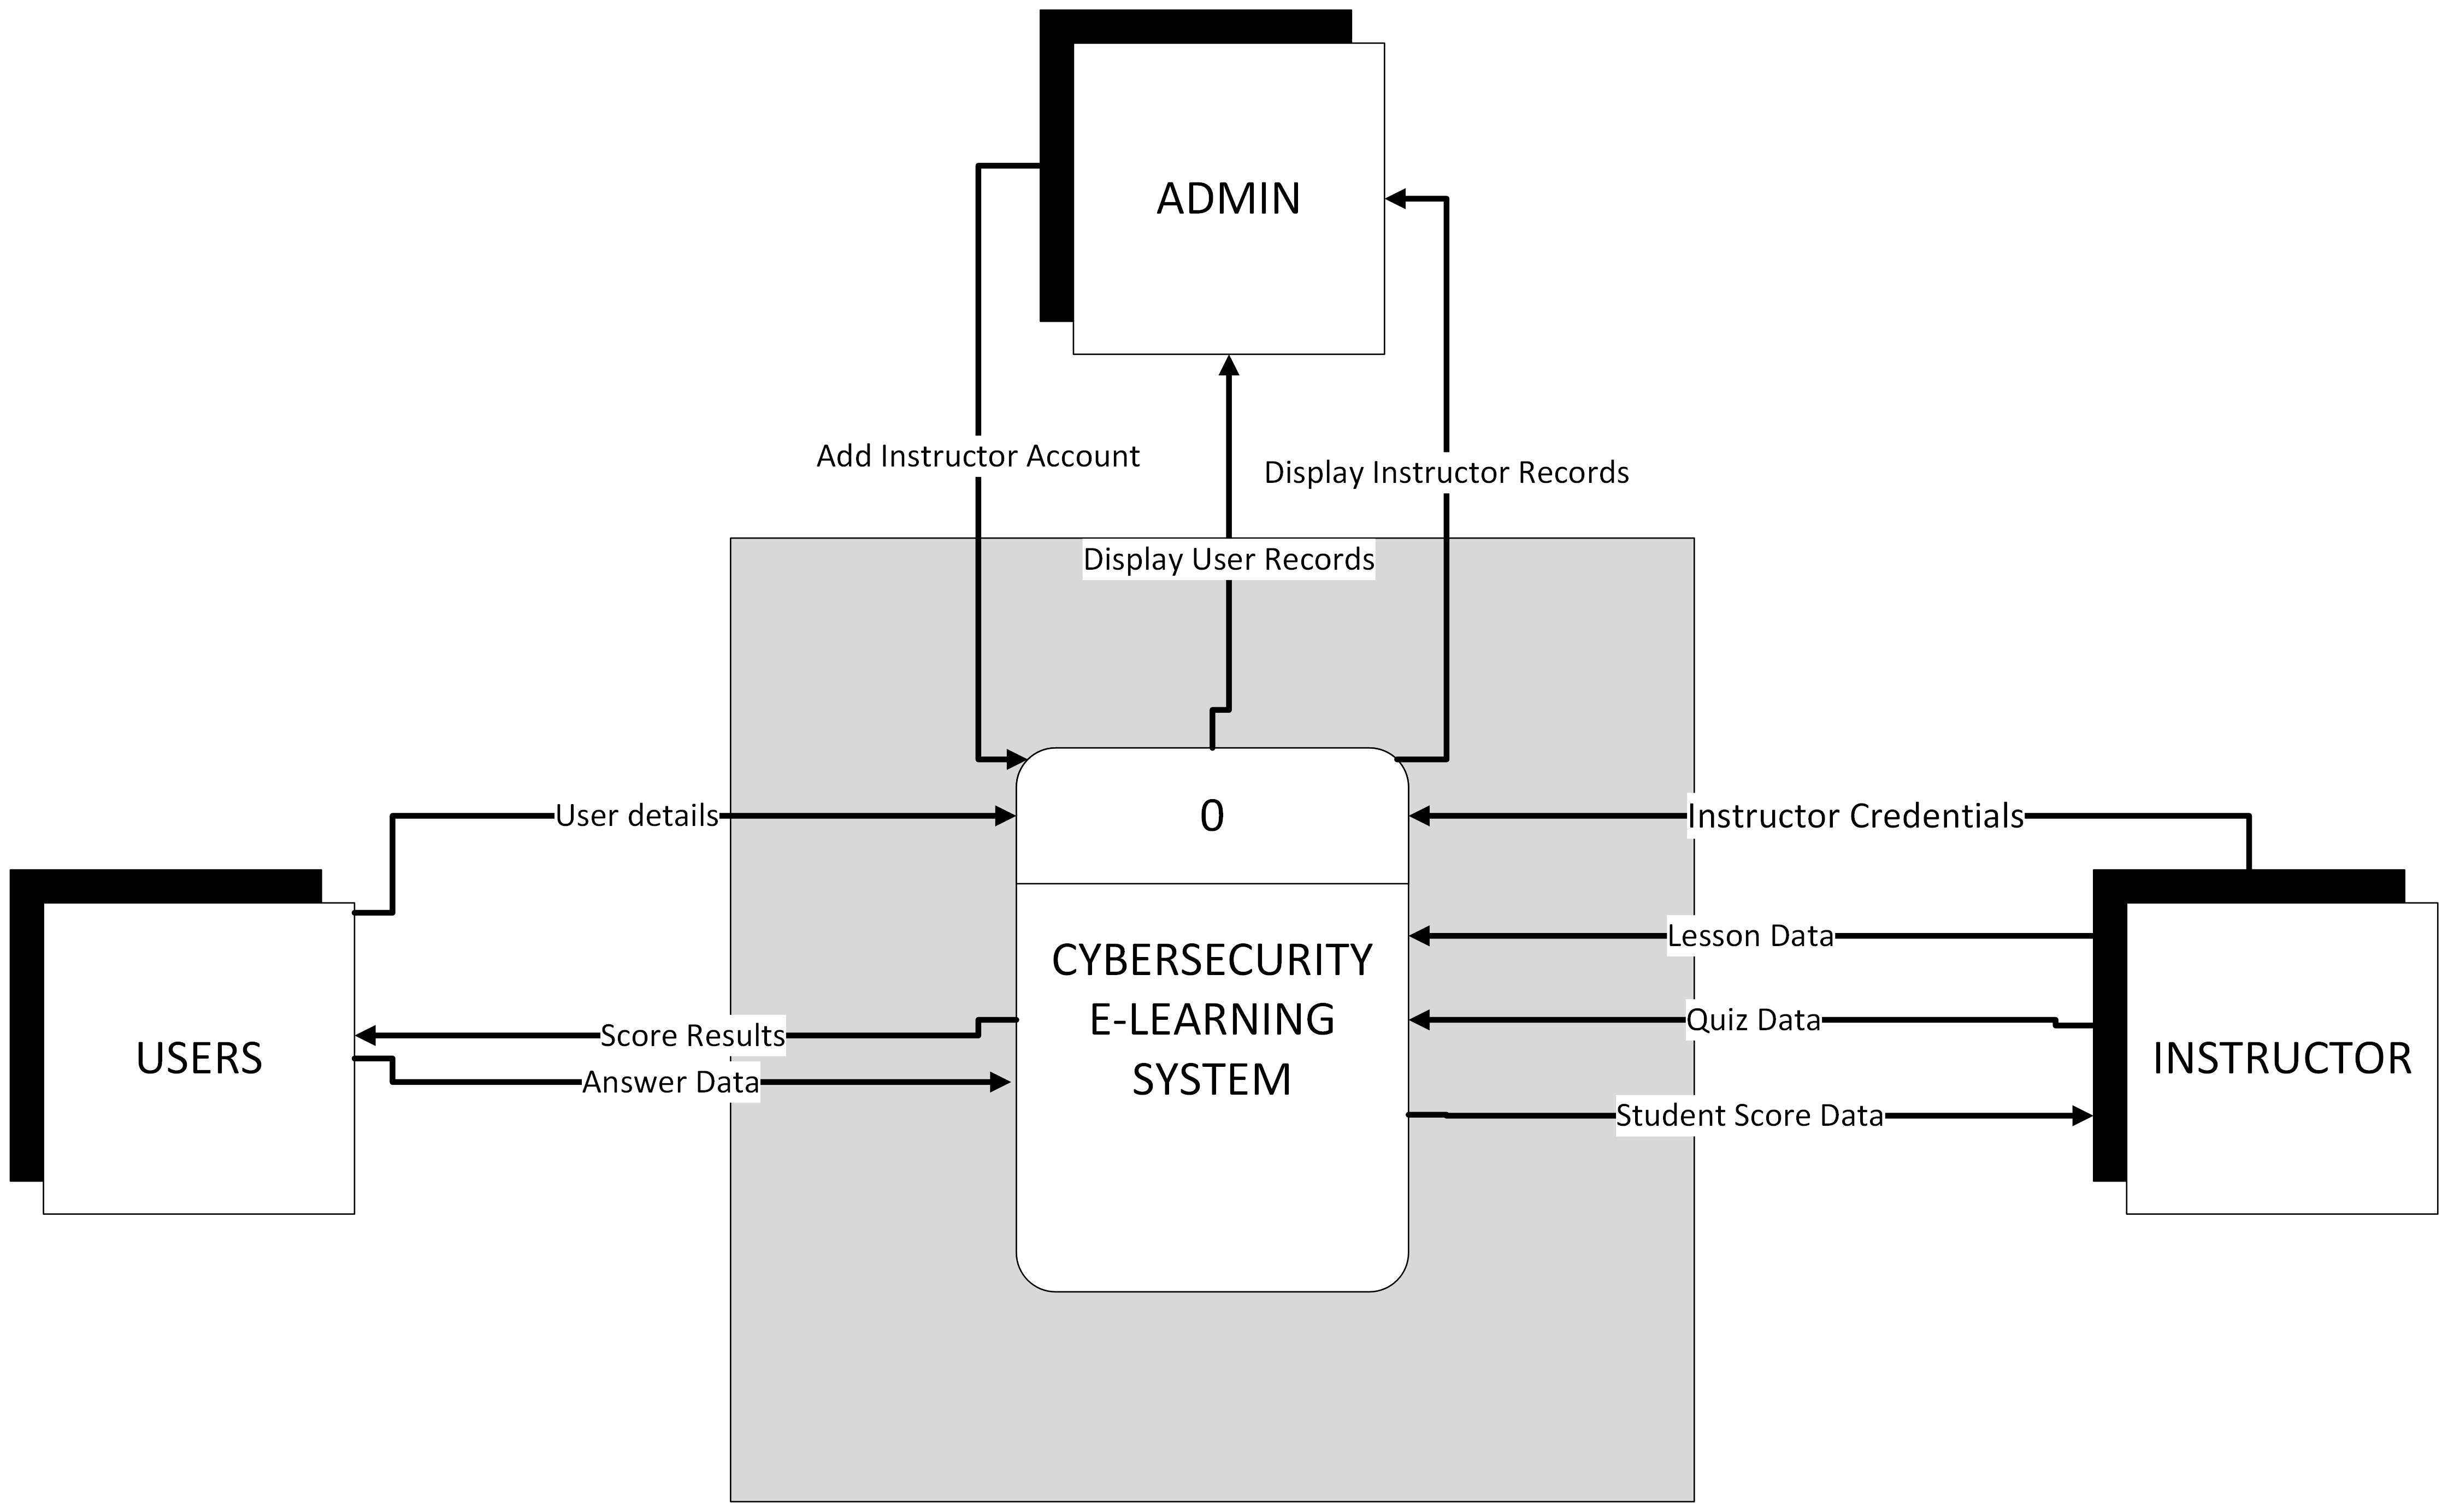 ADMIN
Add Instructor Account
Display Instructor Records
Display User Records
User details
0
Instructor Credentials
CYBERSECURITY
E-LEARNING
SYSTEM
Lesson Data
Quiz Data
Score Results
USERS
INSTRUCTOR
Answer Data
Student Score Data